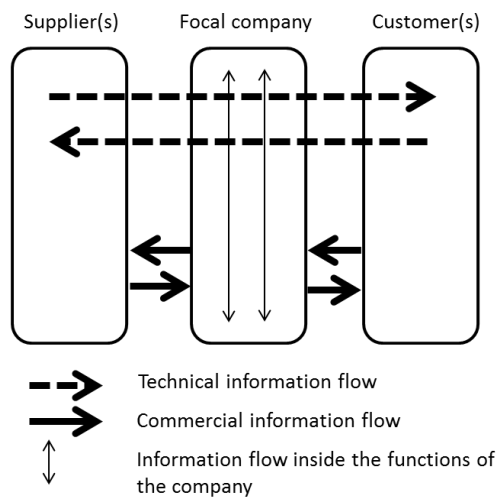 Supplier(s) Focal company Customer(s)
Technical information flow
Commercial information flow
Information flow inside the functions of
the company